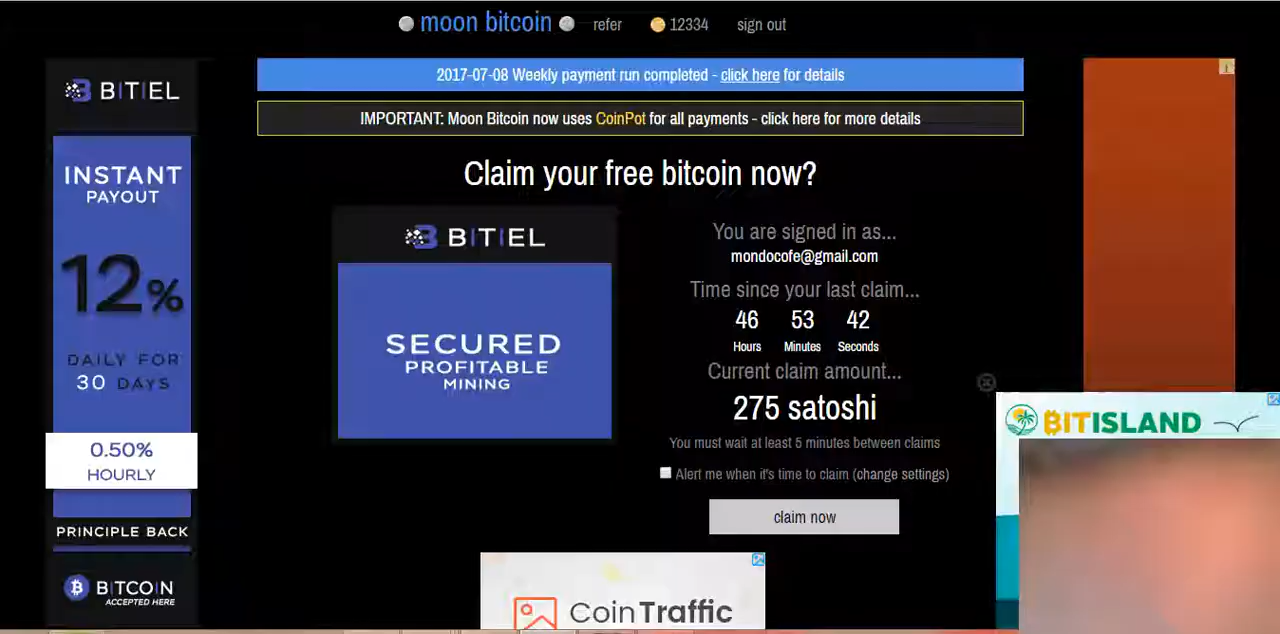 moon bitcoin refer 12334 sign out
2017-07-08 Weekly payment run completed - click here for details
IMPORTANT: Moon Bitcoin now uses CoinPot for all payments - click here for more details
BITIEL
INSTANT
PAYOUT
12%
DAILY FOR
30 DAYS
0.50%
HOURLY
PRINCIPLE BACK
BITCOIN
ACCEPTED HERE
Claim your free bitcoin now?
BITIEL
SECURED
PROFITABLE
MINING
You are signed in as...
mondocofe@gmail.com
Time since your last claim...
46 53 42
Hours Minutes Seconds
Current claim amount...
275 satoshi
You must wait at least 5 minutes between claims
Alert me when it's time to claim (change settings)
claim now
CoinTraffic
BITISLAND